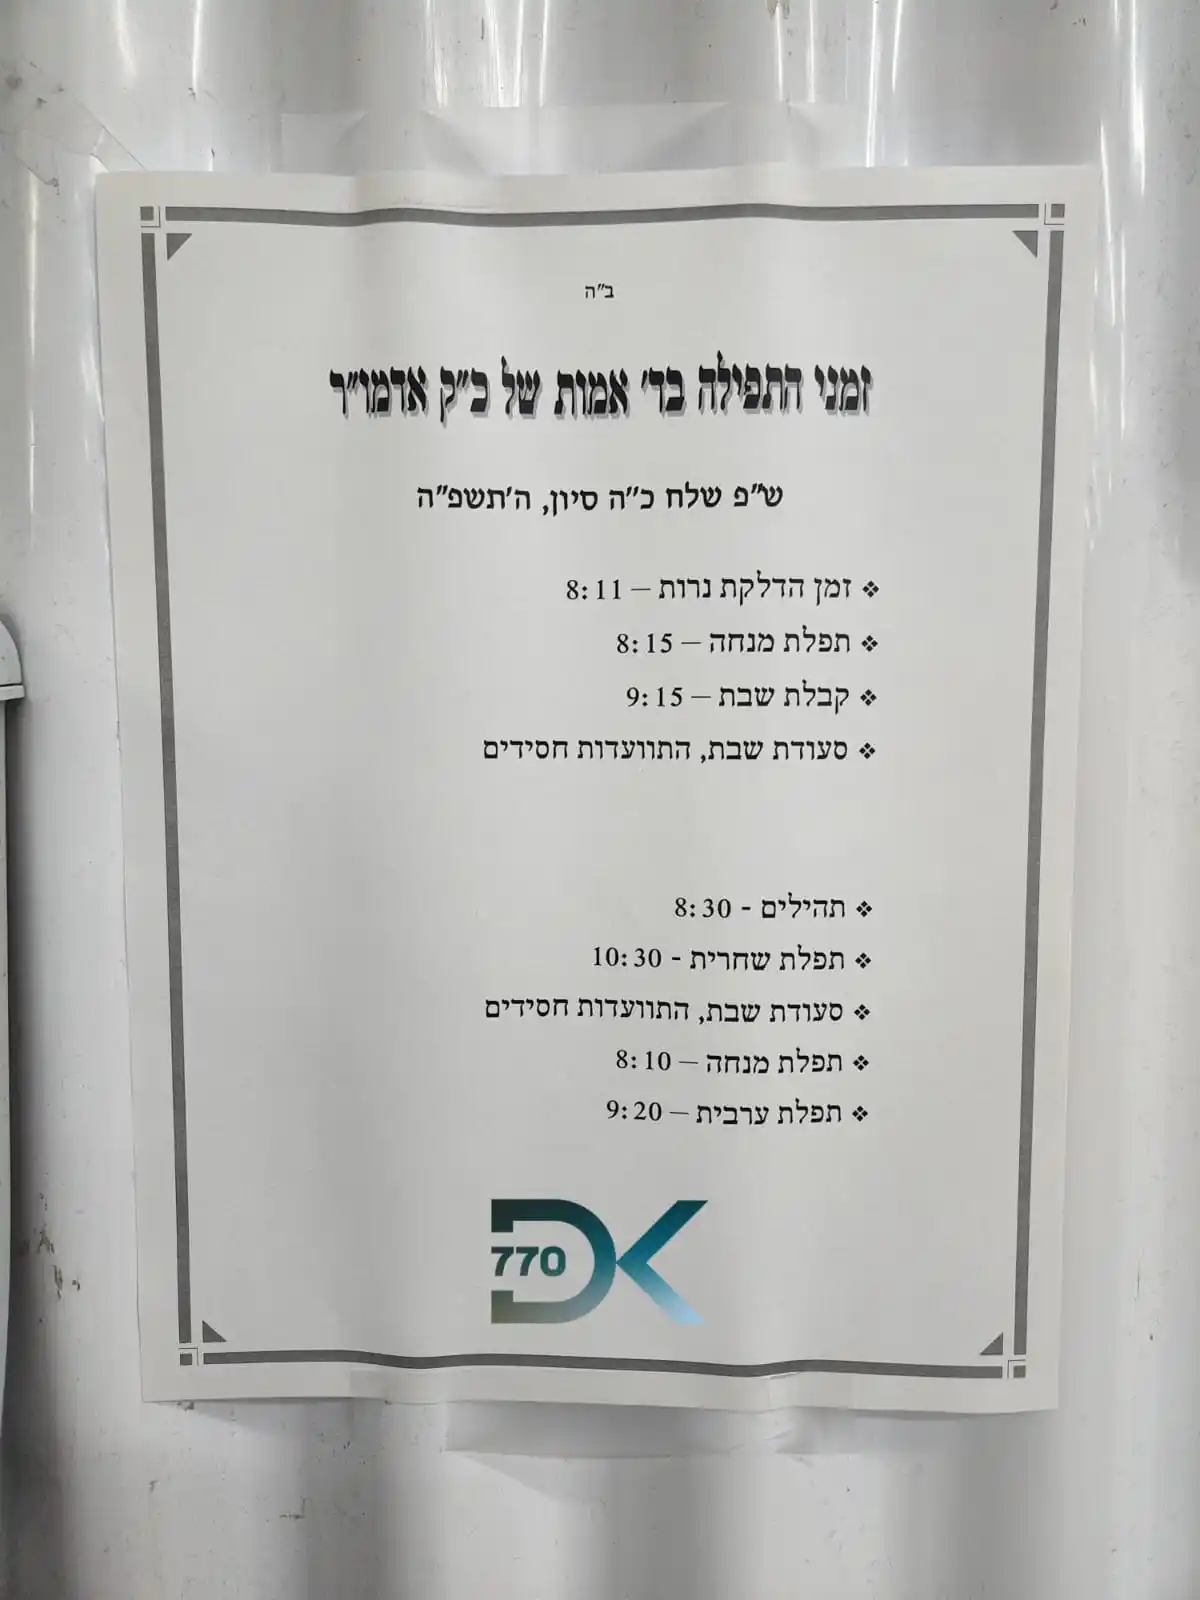 ב"ה
זמני התפילה בד' אמות של כ"ק אדמו"ר
ש"פ שלח כ"ה סיון, ה'תשפ"ה
❖ זמן הדלקת נרות – 8:11
❖ תפלת מנחה – 8:15
❖ קבלת שבת – 9:15
❖ סעודת שבת, התוועדות חסידים
❖ תהילים - 8:30
❖ תפלת שחרית - 10:30
❖ סעודת שבת, התוועדות חסידים
❖ תפלת מנחה – 8:10
❖ תפלת ערבית – 9:20
770 DK